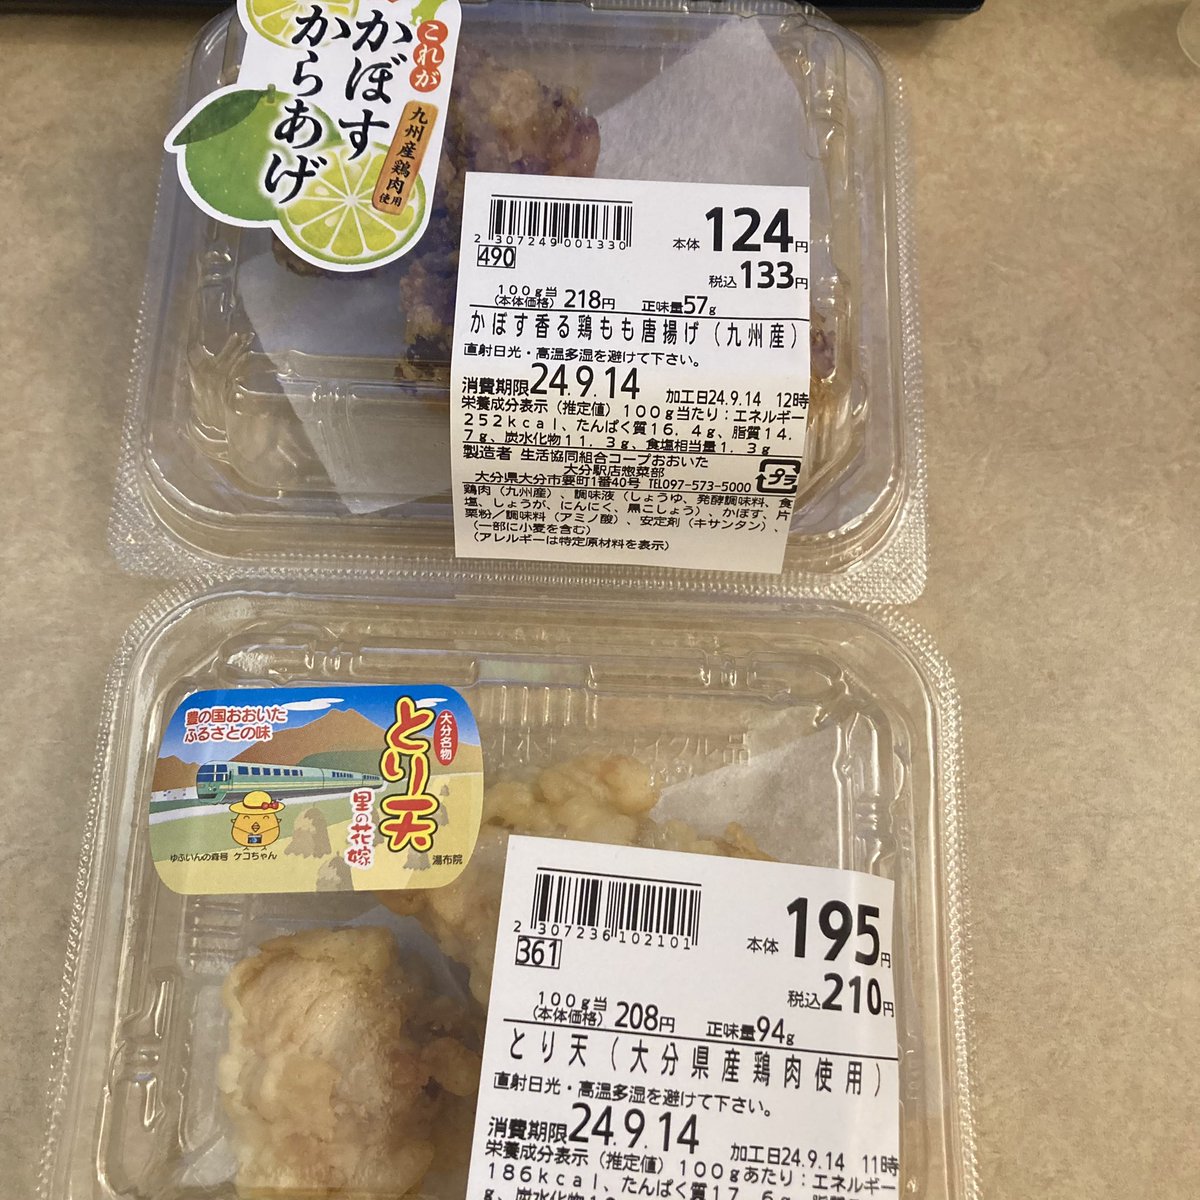 これが
かぼす
からあげ
九州産鶏肉使用
2 307249 001330
490
本体 124円
税込 133円
100g当
(本体価格) 218円 正味量57g
かぼす香る鶏もも唐揚げ(九州産)
直射日光・高温多湿を避けて下さい。
消費期限24.9.14 加工日24.9.14 12時
栄養成分表示(推定値)100g当たり:エネルギー
252kcal、たんぱく質16.4g、脂質14.
7g、炭水化物11.3g、食塩相当量1.3g
製造者 生活協同組合コープおおいた
大分駅店惣菜部
大分県大分市要町1番40号 TEL097-573-5000
プラ
鶏肉(九州産)、調味液(しょうゆ、発酵調味料、食
塩、しょうが、にんにく、黒こしょう)、かぼす、片
栗粉/調味料(アミノ酸)、安定剤(キサンタン)、
(一部に小麦を含む)
(アレルギーは特定原材料を表示)
豊の国おおいた
ふるさとの味
大分名物
とり天
里の花嫁
ゆふいんの森号 ケコちゃん
湯布院
2 307236 102101
361
本体 195円
税込 210円
100g当
(本体価格) 208円 正味量94g
とり天(大分県産鶏肉使用)
直射日光・高温多湿を避けて下さい。
消費期限24.9.14 加工日24.9.14 11時
栄養成分表示(推定値)100gあたり:エネルギー
186kcal、たんぱく質17.6g、脂質
g、炭水化物